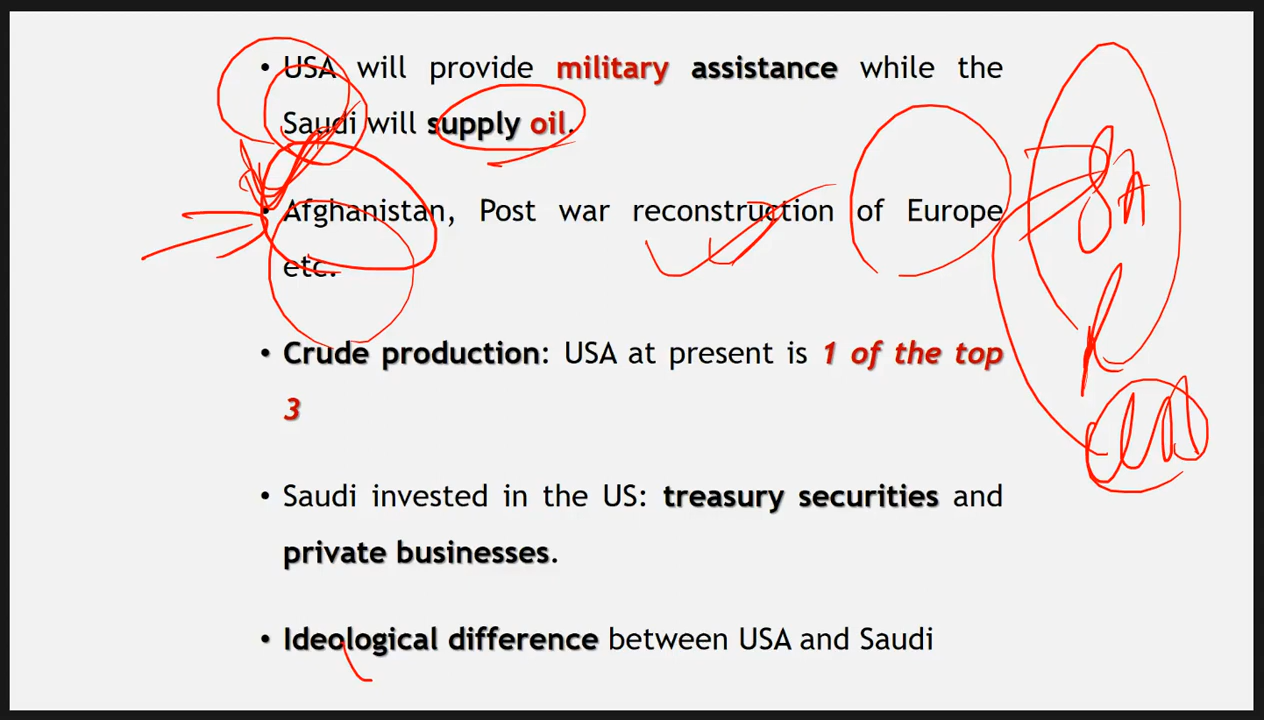 • USA will provide military assistance while the
Saudi will supply oil.
• Afghanistan, Post war reconstruction of Europe
etc.
• Crude production: USA at present is 1 of the top
3
• Saudi invested in the US: treasury securities and
private businesses.
• Ideological difference between USA and Saudi